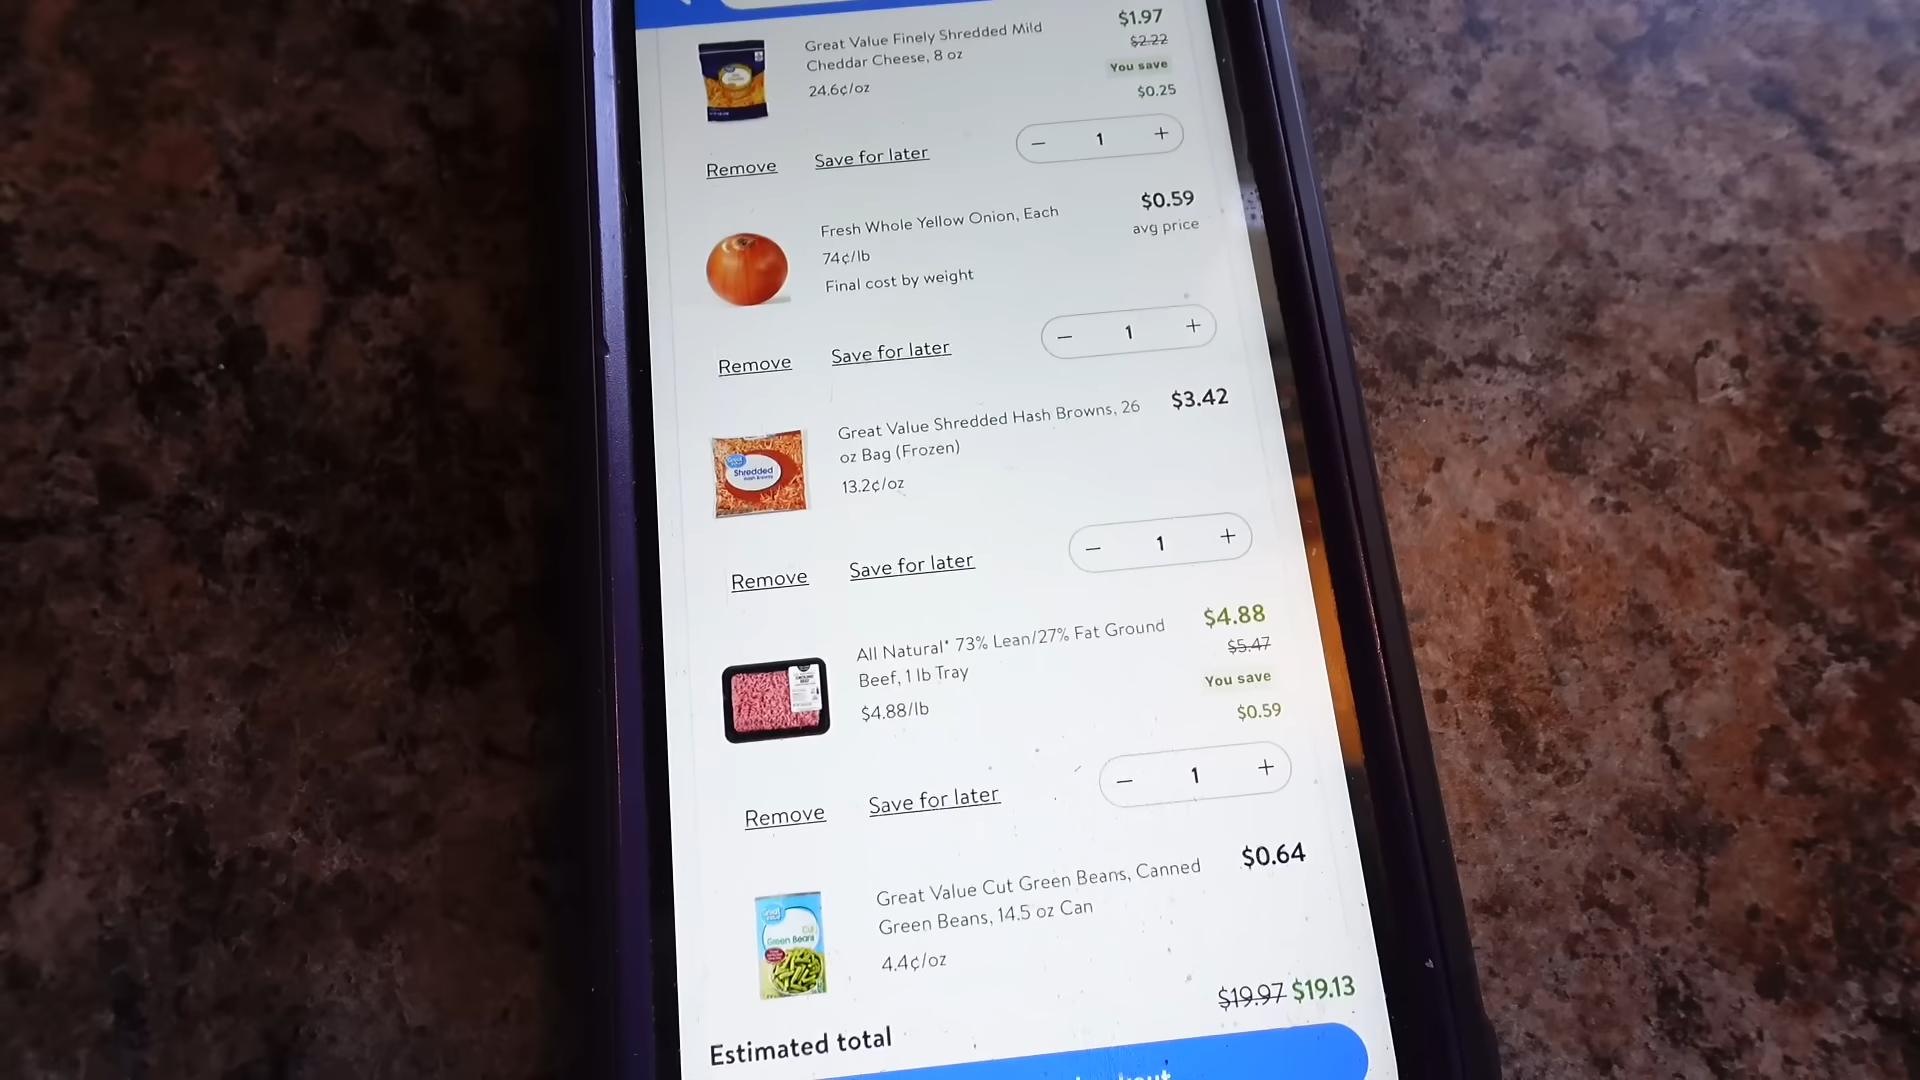 Great Value Finely Shredded Mild
Cheddar Cheese, 8 oz
24.6¢/oz
$1.97
$2.22
You save
$0.25
Remove
Save for later
– 1 +
Fresh Whole Yellow Onion, Each
74¢/lb
Final cost by weight
$0.59
avg price
Remove
Save for later
– 1 +
Great Value Shredded Hash Browns, 26
oz Bag (Frozen)
13.2¢/oz
$3.42
Shredded
Remove
Save for later
– 1 +
All Natural* 73% Lean/27% Fat Ground
Beef, 1 lb Tray
$4.88/lb
$4.88
$5.47
You save
$0.59
Remove
Save for later
– 1 +
Great Value Cut Green Beans, Canned
Green Beans, 14.5 oz Can
4.4¢/oz
$0.64
Great
Value
Cut
Green Beans
$19.97 $19.13
Estimated total